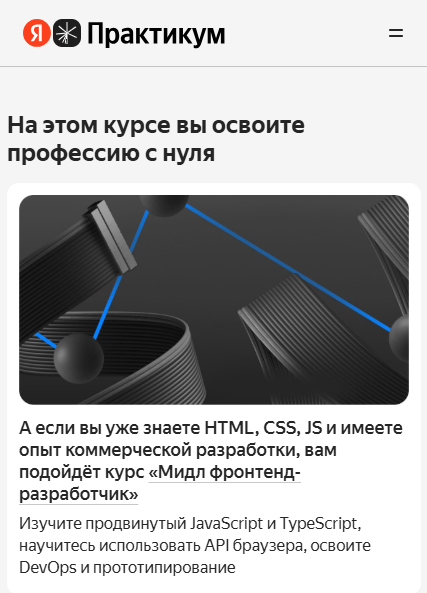 Я Практикум
На этом курсе вы освоите
профессию с нуля
А если вы уже знаете HTML, CSS, JS и имеете
опыт коммерческой разработки, вам
подойдёт курс «Мидл фронтенд-
разработчик»
Изучите продвинутый JavaScript и TypeScript,
научитесь использовать API браузера, освоите
DevOps и прототипирование